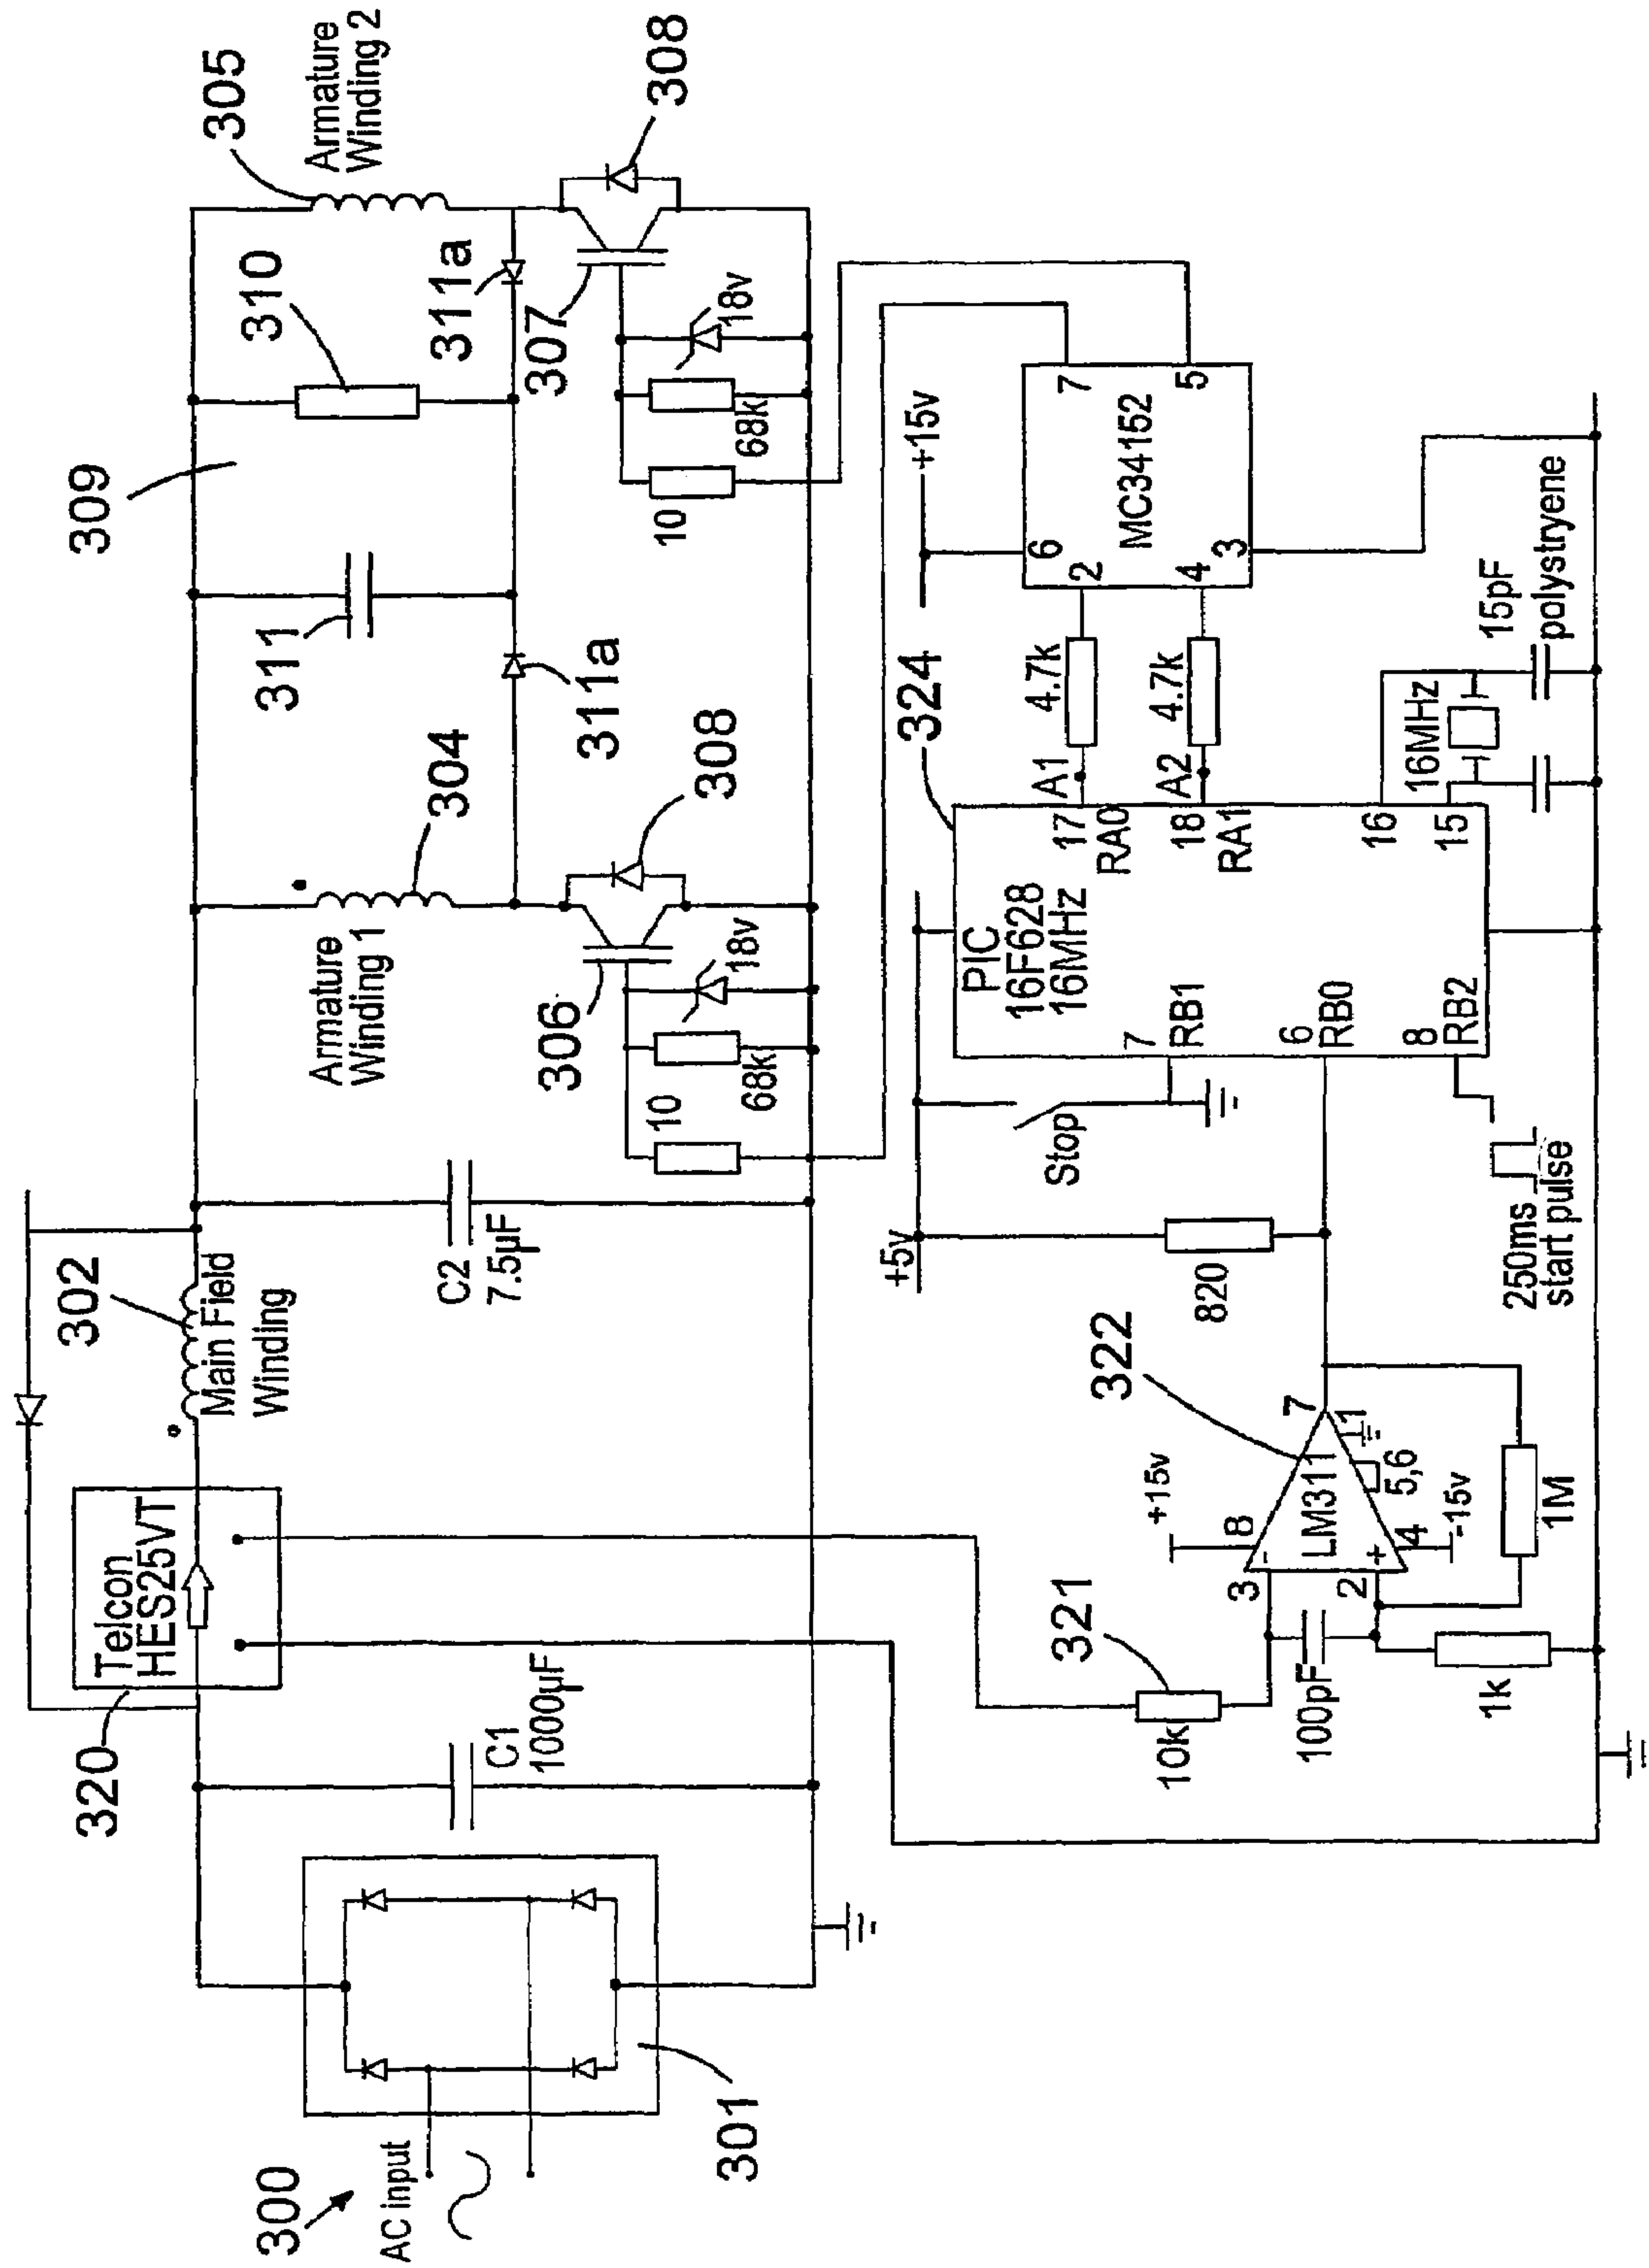 300
AC input
301
C1
1000µF
320
Telcon
HES25VT
302
Main Field
Winding
C2
7.5µF
Armature
Winding 1
304
306
308
18v
68k
10
311
311a
309
310
311a
305
Armature
Winding 2
307
308
18v
68k
10
321
10k
100pF
1k
3
2
-
+
LM311
8
+15v
4
-15v
5,6
7
1
322
1M
820
+5v
Stop
250ms
start pulse
324
PIC
16F628
16MHz
7
RB1
6
RB0
8
RB2
17
RA0
18
RA1
16
15
A1
A2
4.7k
4.7k
16MHz
15pF
polystryene
+15v
6
2
4
3
MC34152
7
5